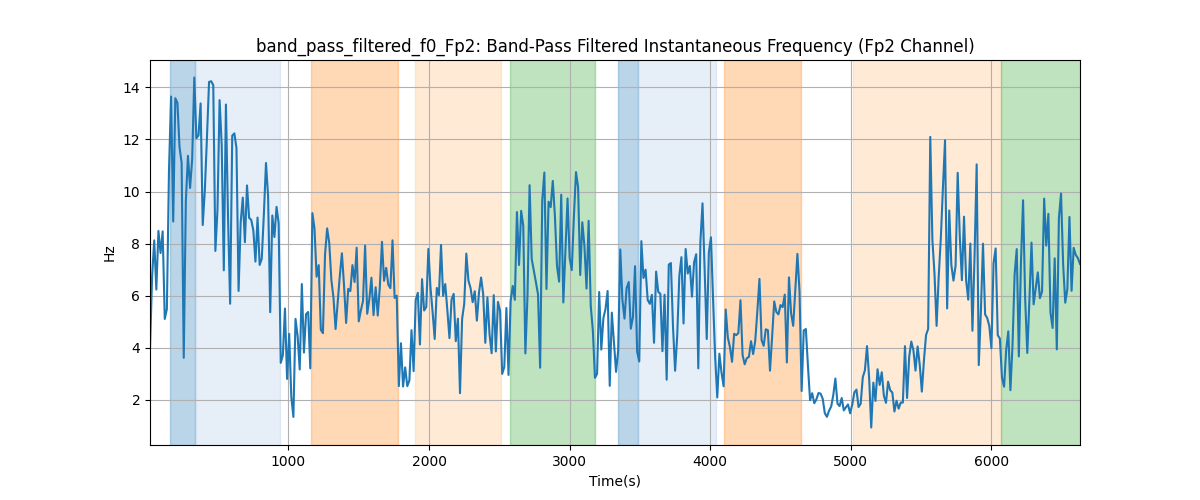 band_pass_filtered_f0_Fp2: Band-Pass Filtered Instantaneous Frequency (Fp2 Channel)
14
12
10
8
6
4
2
Hz
1000 2000 3000 4000 5000 6000
Time(s)